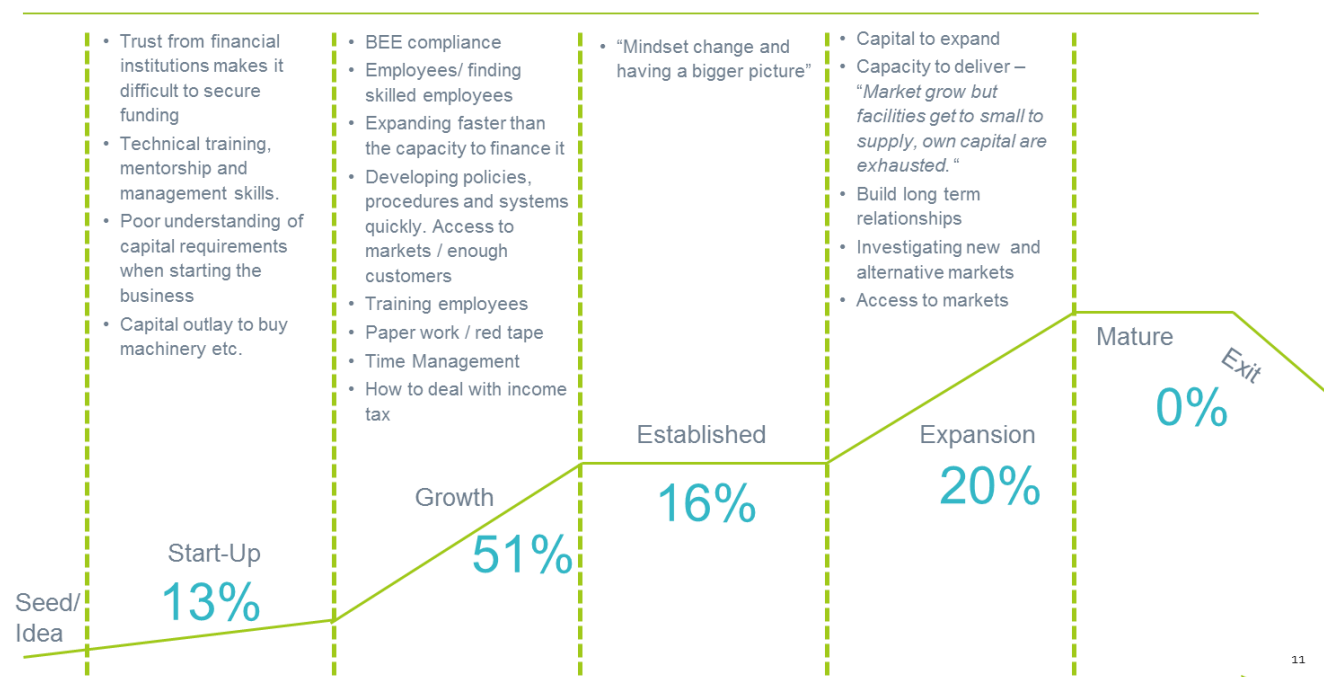 • Trust from financial
institutions makes it
difficult to secure
funding
• Technical training,
mentorship and
management skills.
• Poor understanding of
capital requirements
when starting the
business
• Capital outlay to buy
machinery etc.
• BEE compliance
• Employees/ finding
skilled employees
• Expanding faster than
the capacity to finance it
• Developing policies,
procedures and systems
quickly. Access to
markets / enough
customers
• Training employees
• Paper work / red tape
• Time Management
• How to deal with income
tax
• “Mindset change and
having a bigger picture”
• Capital to expand
• Capacity to deliver –
“Market grow but
facilities get to small to
supply, own capital are
exhausted. “
• Build long term
relationships
• Investigating new and
alternative markets
• Access to markets
Seed/
Idea
Start-Up
13%
Growth
51%
Established
16%
Expansion
20%
Mature
0%
Exit
11